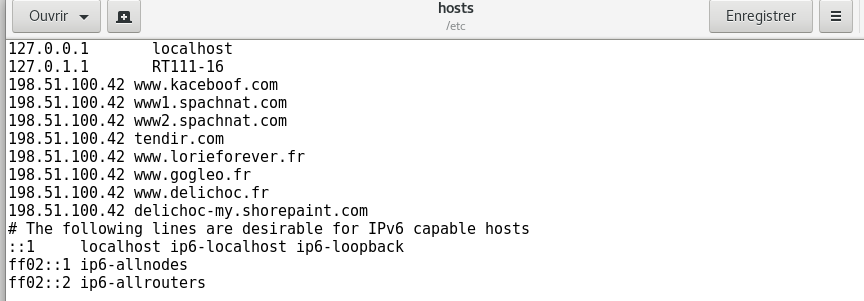 Ouvrir
hosts
/etc
Enregistrer
127.0.0.1       localhost
127.0.1.1       RT111-16
198.51.100.42 www.kaceboof.com
198.51.100.42 www1.spachnat.com
198.51.100.42 www2.spachnat.com
198.51.100.42 tendir.com
198.51.100.42 www.lorieforever.fr
198.51.100.42 www.gogleo.fr
198.51.100.42 www.delichoc.fr
198.51.100.42 delichoc-my.shorepaint.com
# The following lines are desirable for IPv6 capable hosts
::1     localhost ip6-localhost ip6-loopback
ff02::1 ip6-allnodes
ff02::2 ip6-allrouters